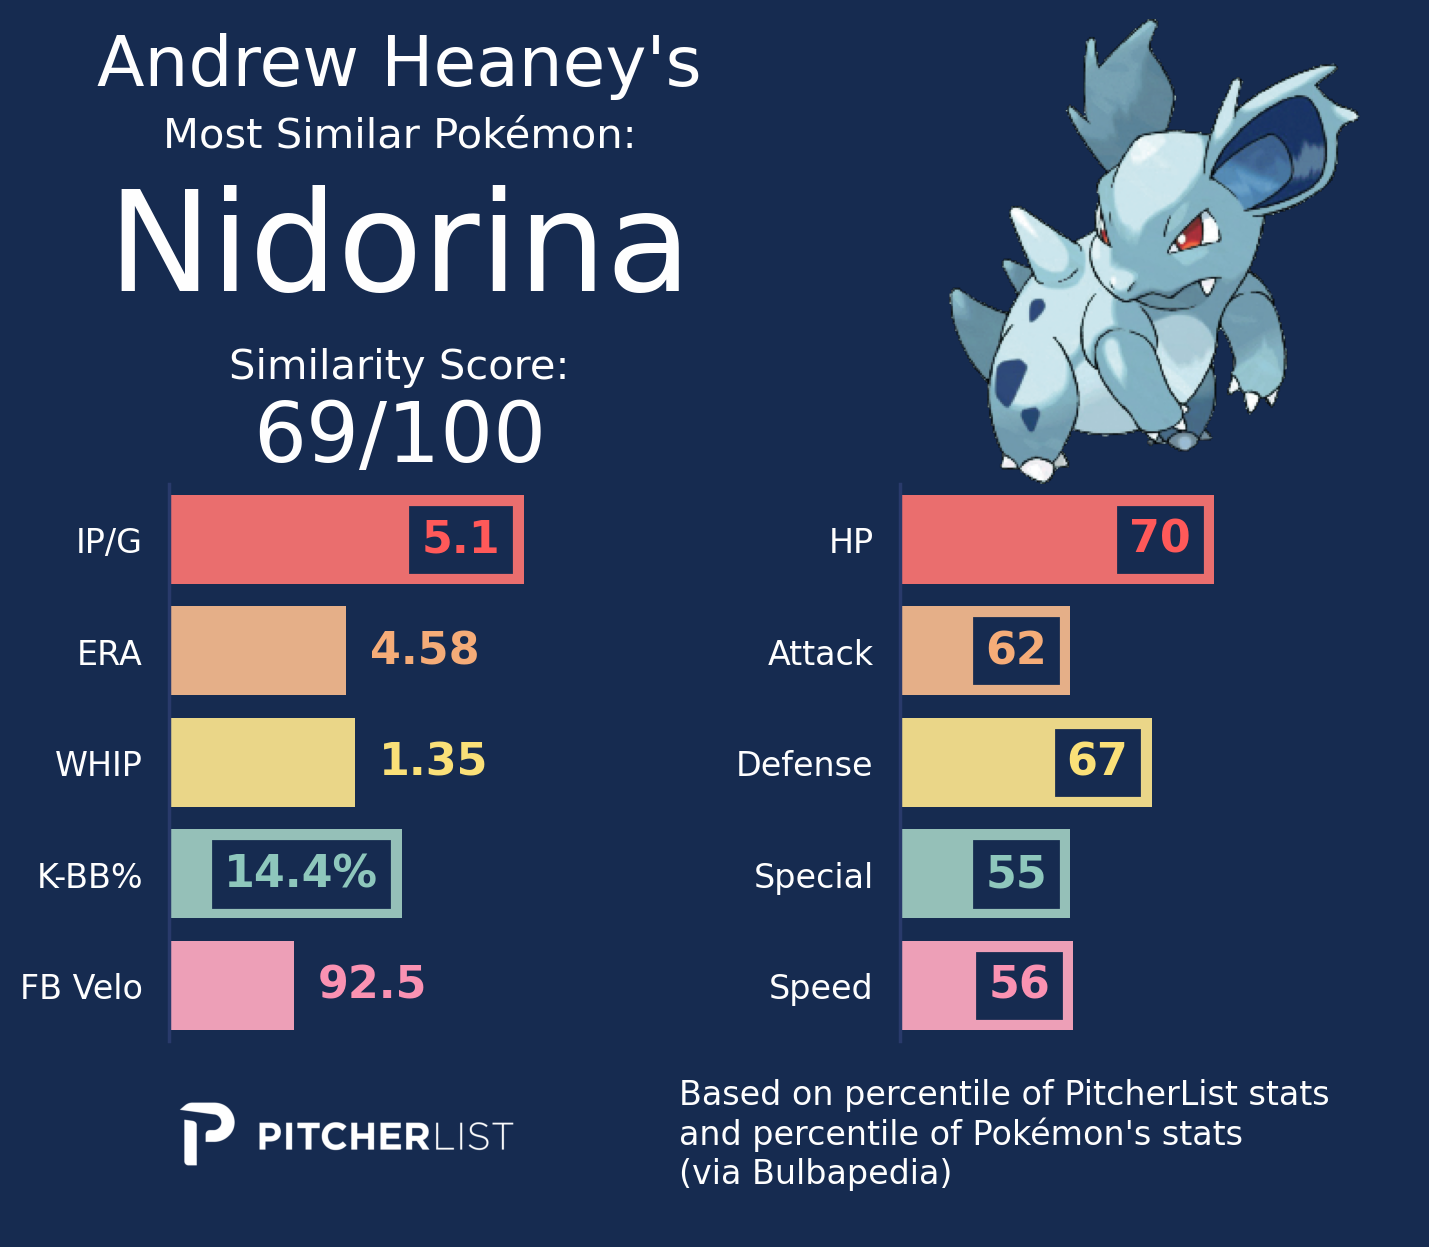 Andrew Heaney's
Most Similar Pokémon:
Nidorina
Similarity Score:
69/100
IP/G 5.1
ERA 4.58
WHIP 1.35
K-BB% 14.4%
FB Velo 92.5
HP 70
Attack 62
Defense 67
Special 55
Speed 56
PITCHERLIST
Based on percentile of PitcherList stats
and percentile of Pokémon's stats
(via Bulbapedia)